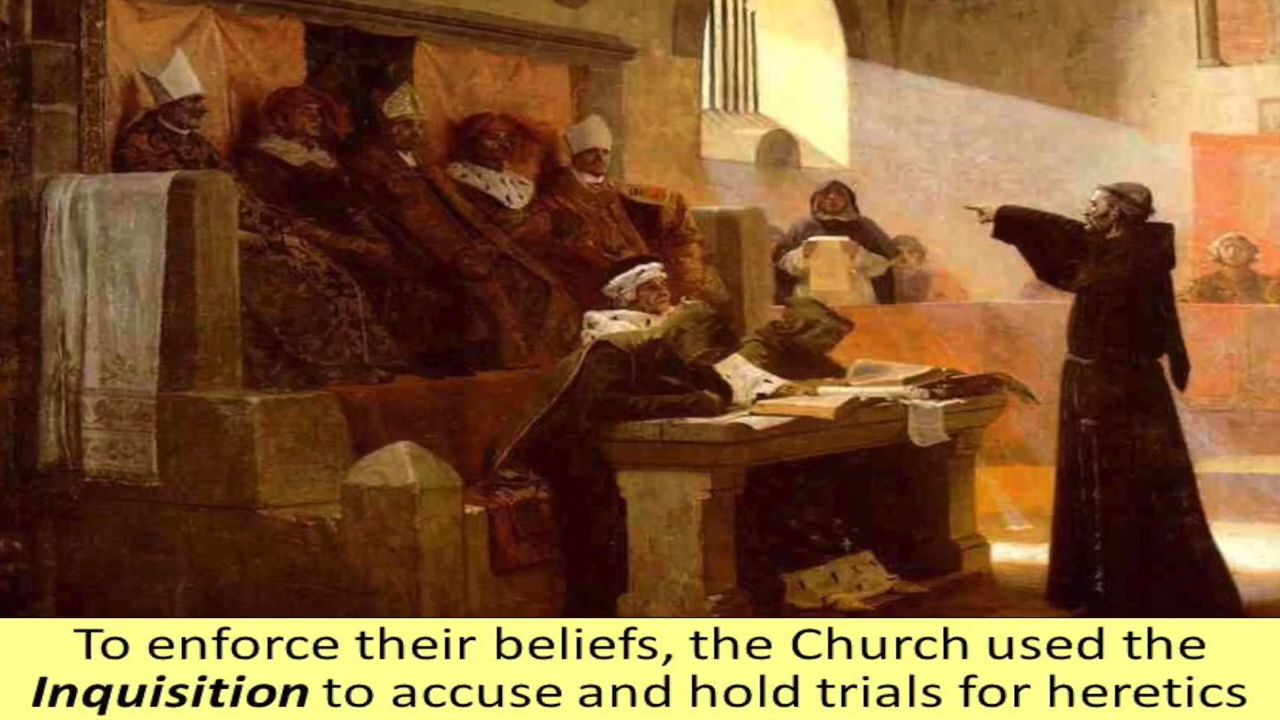 To enforce their beliefs, the Church used the
Inquisition to accuse and hold trials for heretics